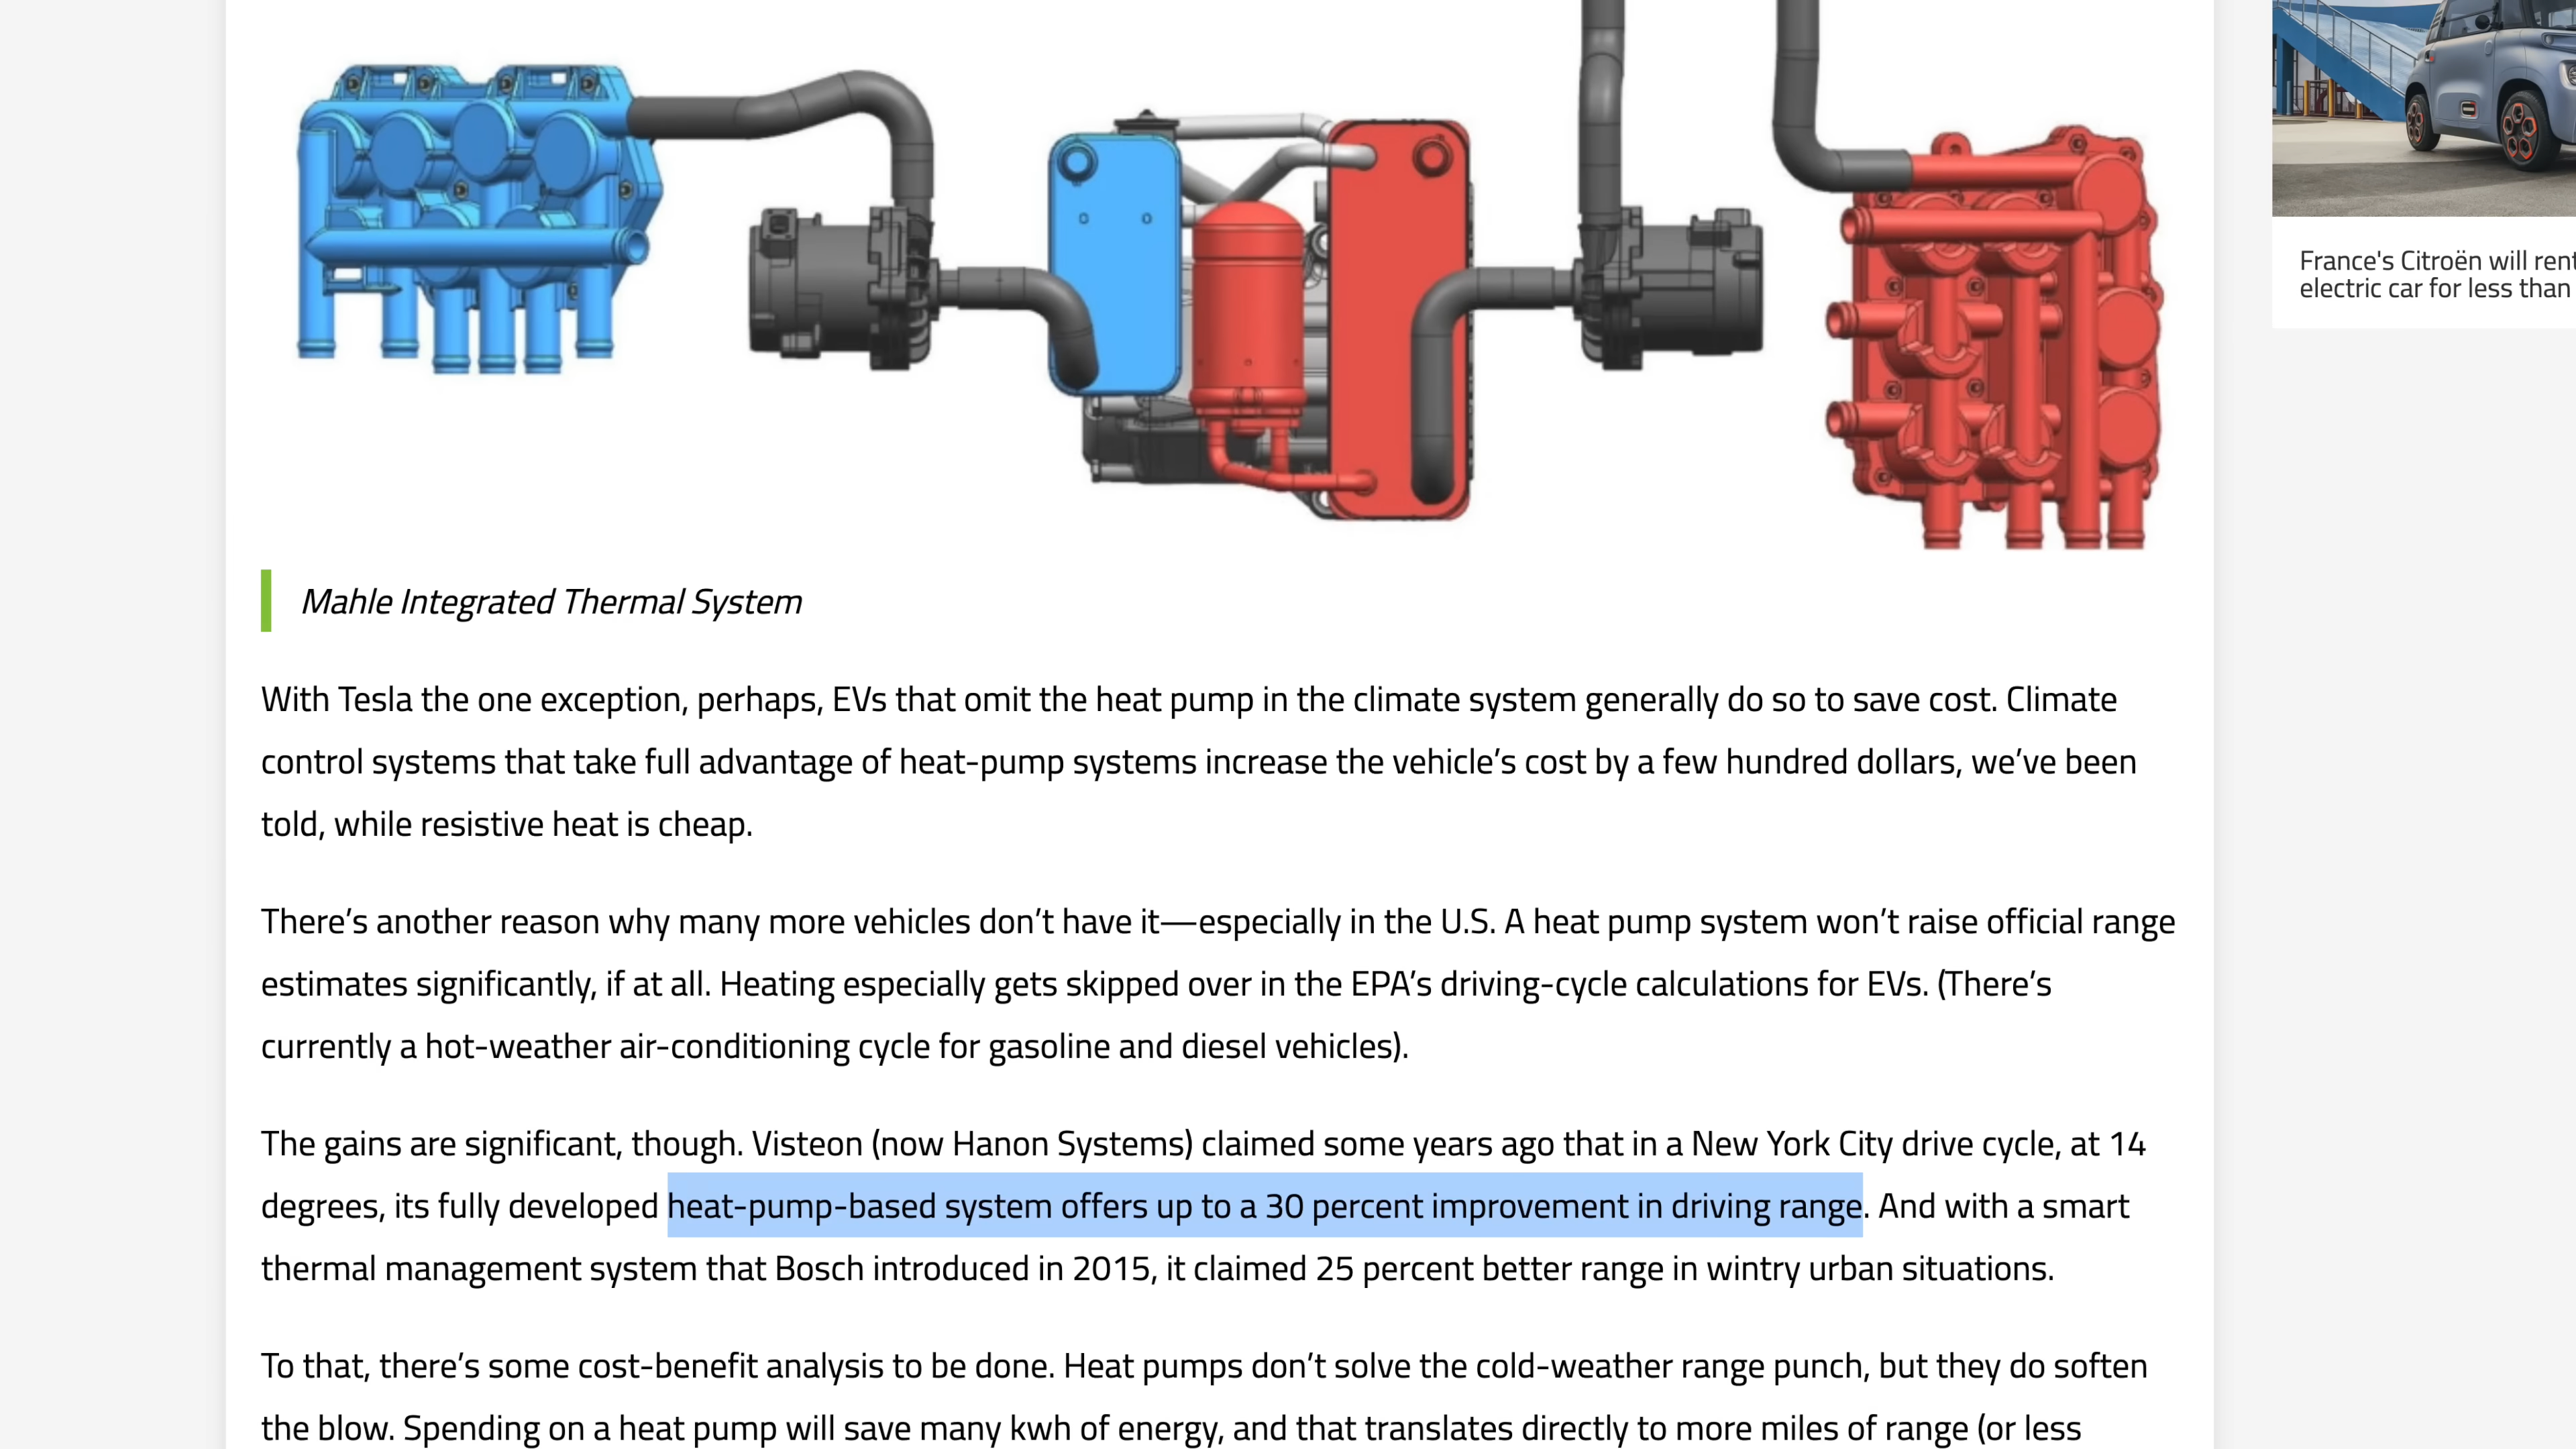 France's Citroën will rent
electric car for less than
Mahle Integrated Thermal System
With Tesla the one exception, perhaps, EVs that omit the heat pump in the climate system generally do so to save cost. Climate
control systems that take full advantage of heat-pump systems increase the vehicle’s cost by a few hundred dollars, we’ve been
told, while resistive heat is cheap.
There’s another reason why many more vehicles don’t have it—especially in the U.S. A heat pump system won’t raise official range
estimates significantly, if at all. Heating especially gets skipped over in the EPA’s driving-cycle calculations for EVs. (There’s
currently a hot-weather air-conditioning cycle for gasoline and diesel vehicles).
The gains are significant, though. Visteon (now Hanon Systems) claimed some years ago that in a New York City drive cycle, at 14
degrees, its fully developed heat-pump-based system offers up to a 30 percent improvement in driving range. And with a smart
thermal management system that Bosch introduced in 2015, it claimed 25 percent better range in wintry urban situations.
To that, there’s some cost-benefit analysis to be done. Heat pumps don’t solve the cold-weather range punch, but they do soften
the blow. Spending on a heat pump will save many kwh of energy, and that translates directly to more miles of range (or less